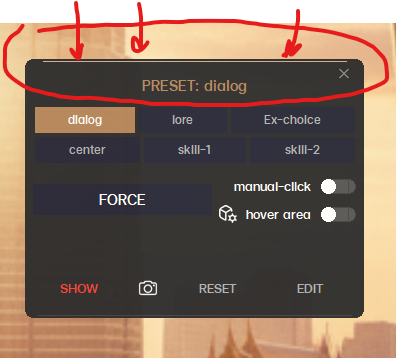 PRESET: dialog
dialog
lore
Ex-choice
center
skill-1
skill-2
manual-click
FORCE
hover area
SHOW
RESET
EDIT